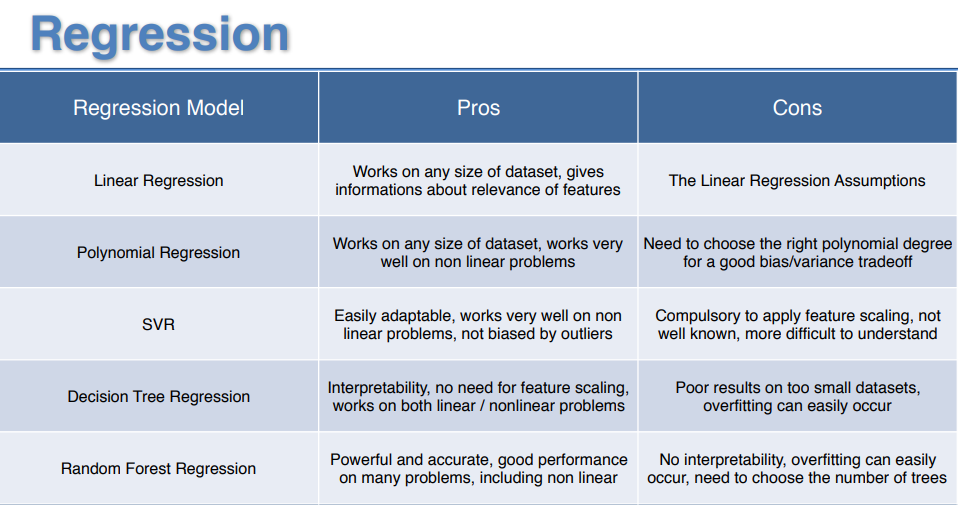 Regression
Regression Model
Pros
Cons
Linear Regression
Works on any size of dataset, gives
informations about relevance of features
The Linear Regression Assumptions
Polynomial Regression
Works on any size of dataset, works very
well on non linear problems
Need to choose the right polynomial degree
for a good bias/variance tradeoff
SVR
Easily adaptable, works very well on non
linear problems, not biased by outliers
Compulsory to apply feature scaling, not
well known, more difficult to understand
Decision Tree Regression
Interpretability, no need for feature scaling,
works on both linear / nonlinear problems
Poor results on too small datasets,
overfitting can easily occur
Random Forest Regression
Powerful and accurate, good performance
on many problems, including non linear
No interpretability, overfitting can easily
occur, need to choose the number of trees